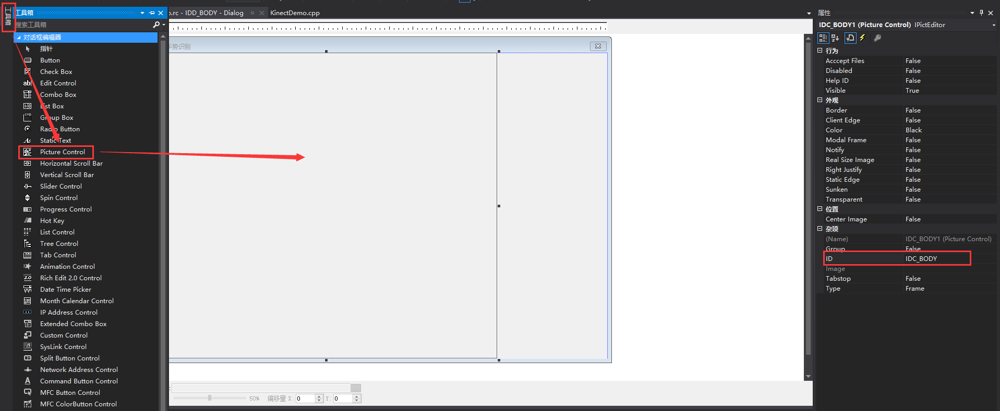 工具箱
工具箱
搜索工具箱
对话框编辑器
指针
Button
Check Box
Edit Control
Combo Box
List Box
Group Box
Radio Button
Static Text
Picture Control
Horizontal Scroll Bar
Vertical Scroll Bar
Slider Control
Spin Control
Progress Control
Hot Key
List Control
Tree Control
Tab Control
Animation Control
Rich Edit 2.0 Control
Date Time Picker
Month Calendar Control
IP Address Control
Extended Combo Box
Custom Control
SysLink Control
Split Button Control
Network Address Control
Command Button Control
MFC Button Control
MFC ColorButton Control
o.rc - IDD_BODY - Dialog
KinectDemo.cpp
手势识别
50% 偏移量 X: 0 Y: 0
属性
IDC_BODY1 (Picture Control) IPictEditor
行为
Acccept Files False
Disabled False
Help ID False
Visible True
外观
Border False
Client Edge False
Color Black
Modal Frame False
Notify False
Real Size Image False
Right Justify False
Static Edge False
Sunken False
Transparent False
位置
Center Image False
杂项
(Name) IDC_BODY1 (Picture Control)
Group False
ID IDC_BODY
Image
Tabstop False
Type Frame